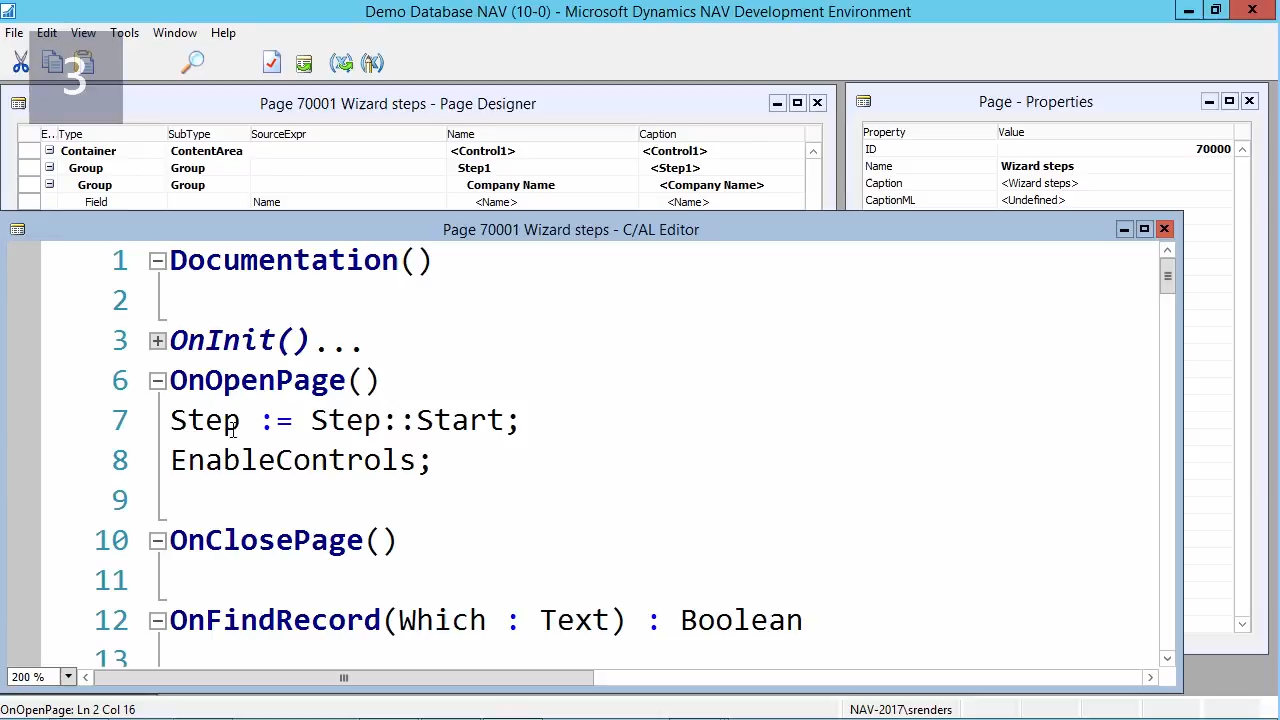 Demo Database NAV (10-0) - Microsoft Dynamics NAV Development Environment
File Edit View Tools Window Help
3
Page 70001 Wizard steps - Page Designer
E.. Type SubType SourceExpr Name Caption
Container ContentArea <Control1> <Control1>
Group Group Step1 <Step1>
Group Group Company Name <Company Name>
Field Name <Name> <Name>
Page - Properties
Property Value
ID 70000
Name Wizard steps
Caption <Wizard steps>
CaptionML <Undefined>
Page 70001 Wizard steps - C/AL Editor
1 Documentation()
2
3 OnInit()...
6 OnOpenPage()
7 Step := Step::Start;
8 EnableControls;
9
10 OnClosePage()
11
12 OnFindRecord(Which : Text) : Boolean
13
200 %
OnOpenPage: Ln 2 Col 16 NAV-2017\srenders